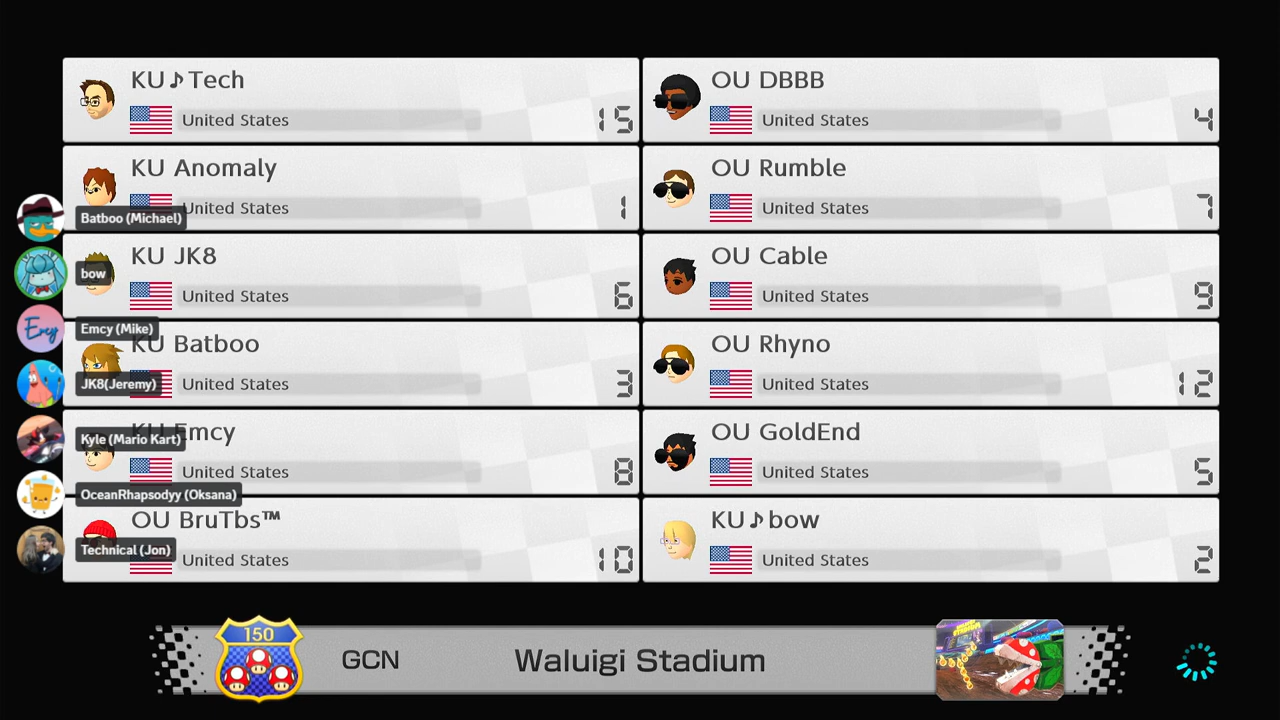 KU♪Tech
United States
15
OU DBBB
United States
4
KU Anomaly
United States
1
OU Rumble
United States
7
Batboo (Michael)
KU JK8
United States
6
OU Cable
United States
9
bow
Emcy (Mike)
KU Batboo
United States
3
OU Rhyno
United States
12
Emcy
JK8(Jeremy)
KU Emcy
United States
8
OU GoldEnd
United States
5
Kyle (Mario Kart)
OceanRhapsodyy (Oksana)
OU BruTbs™
United States
10
KU♪bow
United States
2
Technical (Jon)
150
GCN
Waluigi Stadium